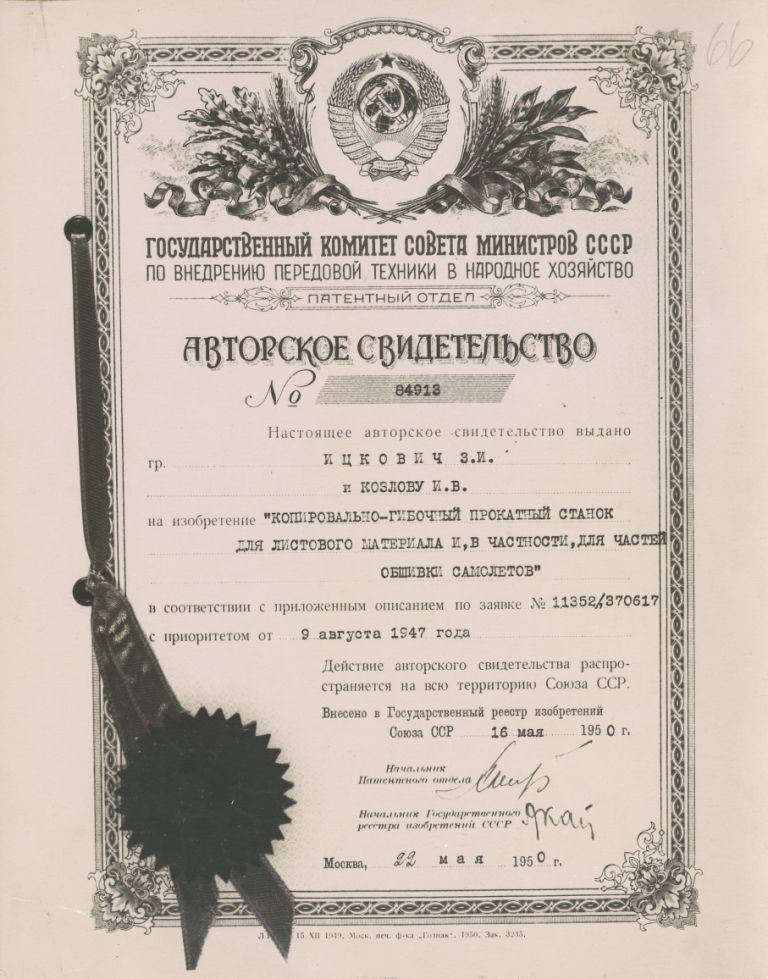 66
ГОСУДАРСТВЕННЫЙ КОМИТЕТ СОВЕТА МИНИСТРОВ СССР
ПО ВНЕДРЕНИЮ ПЕРЕДОВОЙ ТЕХНИКИ В НАРОДНОЕ ХОЗЯЙСТВО
ПАТЕНТНЫЙ ОТДЕЛ
АВТОРСКОЕ СВИДЕТЕЛЬСТВО
№ 84913
Настоящее авторское свидетельство выдано
гр. ИЦКОВИЧ З.И.
и КОЗЛОВУ И.В.
на изобретение "КОПИРОВАЛЬНО-ГИБОЧНЫЙ ПРОКАТНЫЙ СТАНОК
ДЛЯ ЛИСТОВОГО МАТЕРИАЛА И, В ЧАСТНОСТИ, ДЛЯ ЧАСТЕЙ
ОБШИВКИ САМОЛЕТОВ"
в соответствии с приложенным описанием по заявке № 11352/370617
с приоритетом от 9 августа 1947 года
Действие авторского свидетельства распро-
страняется на всю территорию Союза ССР.
Внесено в Государственный реестр изобретений
Союза ССР 16 мая 1950 г.
Начальник
Патентного отдела
Начальник Государственного
реестра изобретений СССР
Москва, 22 мая 1950 г.
15 XII 1949. Моск. печ. ф-ка „Гознак“. 1950. Зак. 3235.